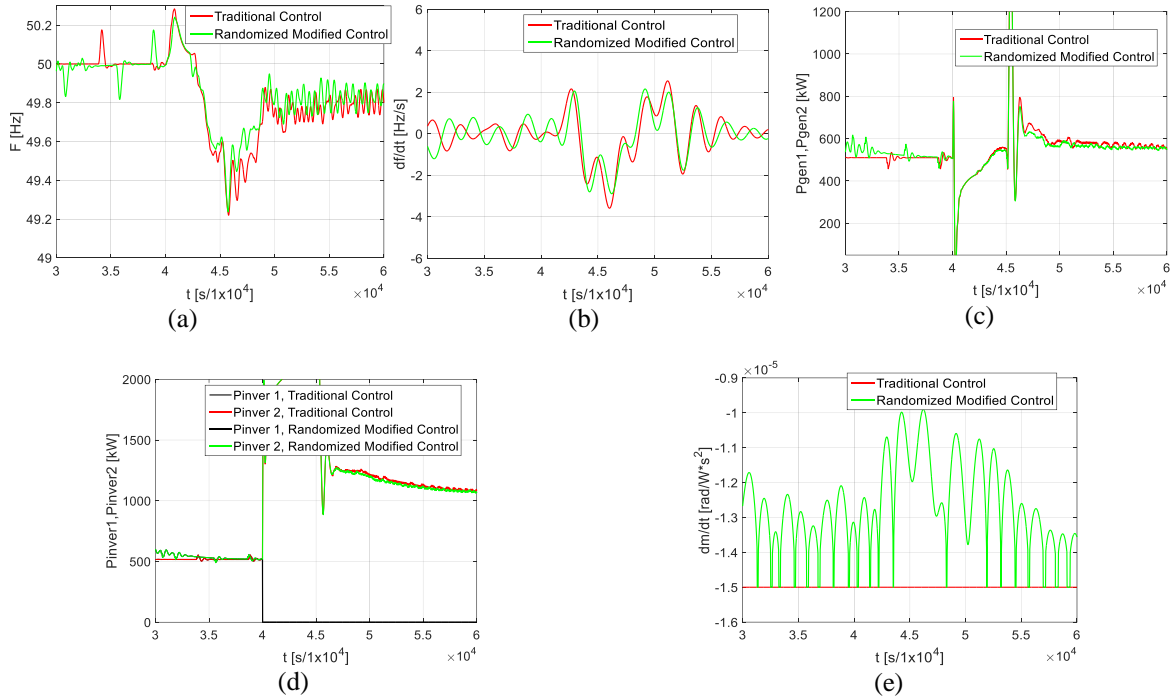 Traditional Control
Randomized Modified Control
F [Hz]
50.2
50
49.8
49.6
49.4
49.2
49
3 3.5 4 4.5 5 5.5 6
t [s/1x10^4] ×10^4
(a)
Traditional Control
Randomized Modified Control
df/dt [Hz/s]
6
4
2
0
-2
-4
-6
3 3.5 4 4.5 5 5.5 6
t [s/1x10^4] ×10^4
(b)
Traditional Control
Randomized Modified Control
Pgen1,Pgen2 [kW]
1200
1000
800
600
400
200
3 3.5 4 4.5 5 5.5 6
t [s/1x10^4] ×10^4
(c)
Pinver 1, Traditional Control
Pinver 2, Traditional Control
Pinver 1, Randomized Modified Control
Pinver 2, Randomized Modified Control
Pinver1,Pinver2 [kW]
2000
1500
1000
500
0
3 3.5 4 4.5 5 5.5 6
t [s/1x10^4] ×10^4
(d)
×10^-5
Traditional Control
Randomized Modified Control
dm/dt [rad/W*s^2]
-0.9
-1
-1.1
-1.2
-1.3
-1.4
-1.5
-1.6
3 3.5 4 4.5 5 5.5 6
t [s/1x10^4] ×10^4
(e)